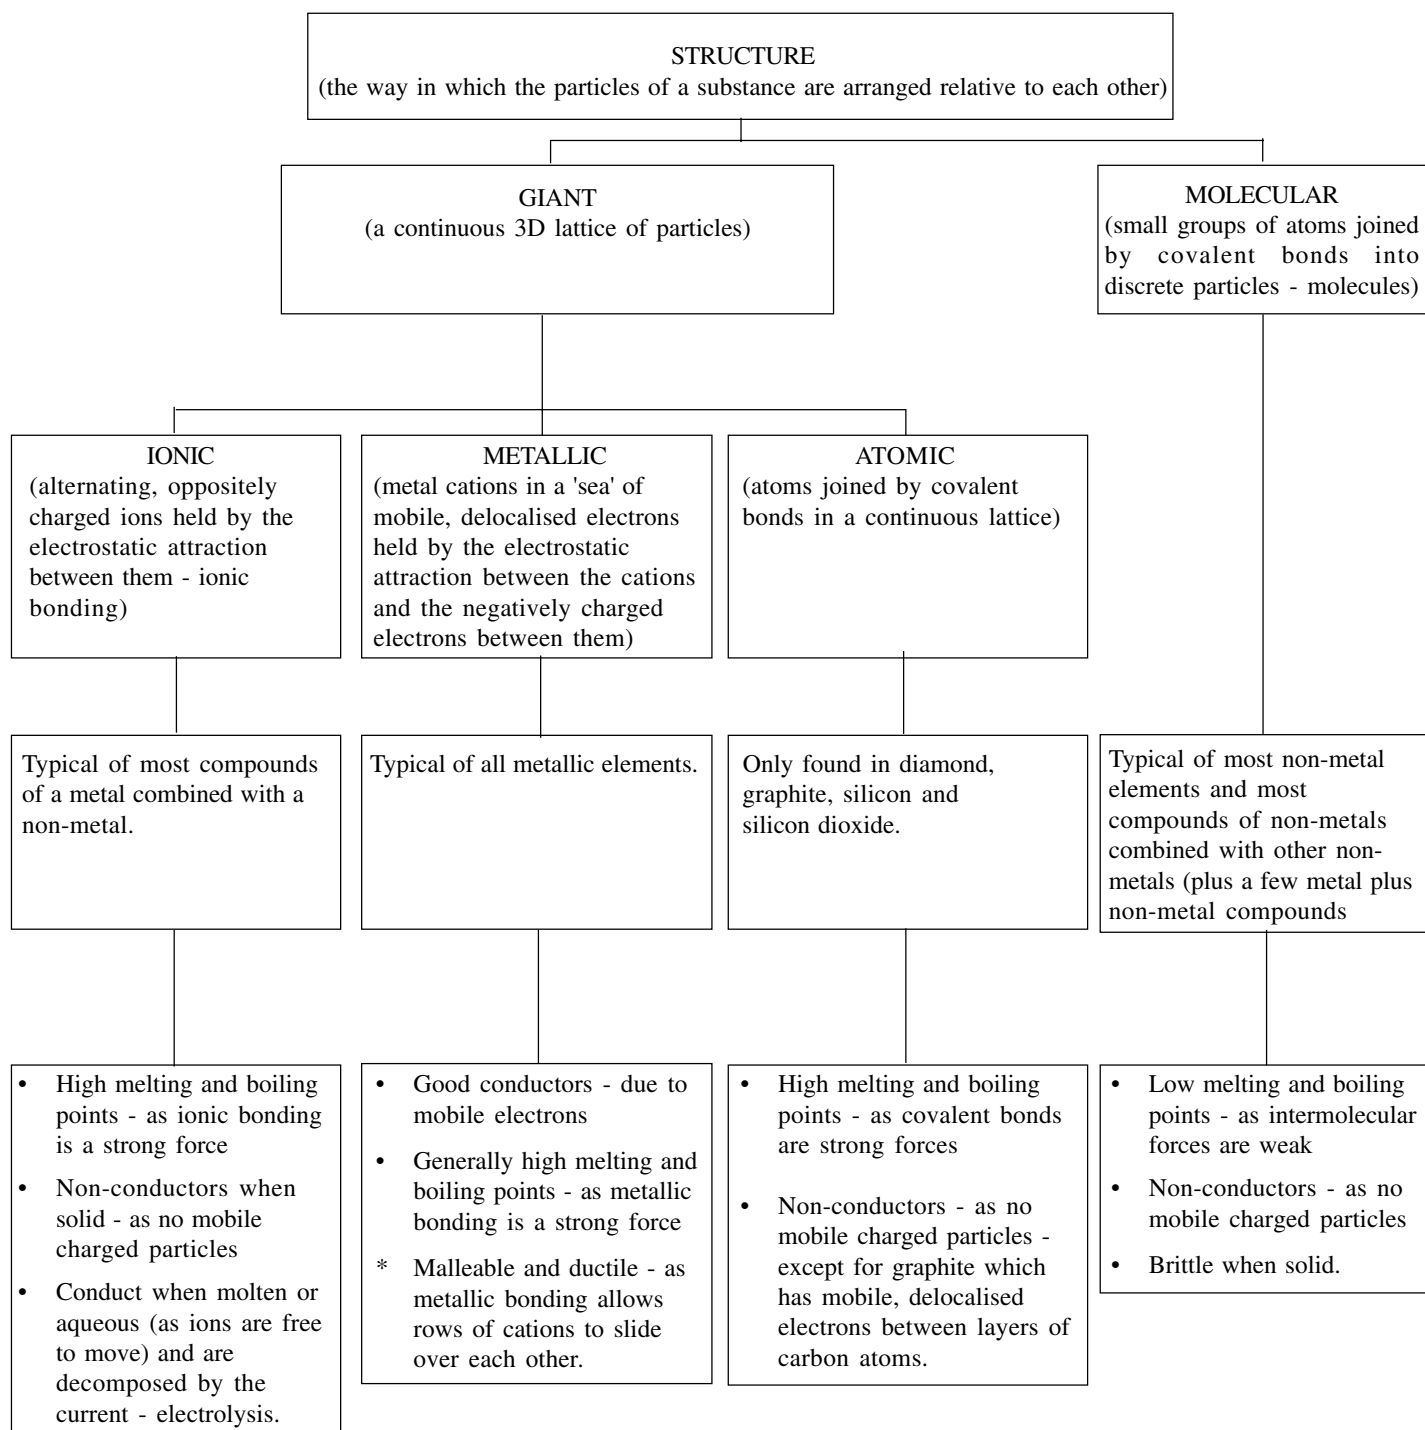 STRUCTURE
(the way in which the particles of a substance are arranged relative to each other)
GIANT
(a continuous 3D lattice of particles)
MOLECULAR
(small groups of atoms joined
by covalent bonds into
discrete particles - molecules)
IONIC
(alternating, oppositely
charged ions held by the
electrostatic attraction
between them - ionic
bonding)
METALLIC
(metal cations in a 'sea' of
mobile, delocalised electrons
held by the electrostatic
attraction between the cations
and the negatively charged
electrons between them)
ATOMIC
(atoms joined by covalent
bonds in a continuous lattice)
Typical of most compounds
of a metal combined with a
non-metal.
Typical of all metallic elements.
Only found in diamond,
graphite, silicon and
silicon dioxide.
Typical of most non-metal
elements and most
compounds of non-metals
combined with other non-
metals (plus a few metal plus
non-metal compounds
• High melting and boiling
points - as ionic bonding
is a strong force
• Non-conductors when
solid - as no mobile
charged particles
• Conduct when molten or
aqueous (as ions are free
to move) and are
decomposed by the
current - electrolysis.
• Good conductors - due to
mobile electrons
• Generally high melting and
boiling points - as metallic
bonding is a strong force
* Malleable and ductile - as
metallic bonding allows
rows of cations to slide
over each other.
• High melting and boiling
points - as covalent bonds
are strong forces
• Non-conductors - as no
mobile charged particles -
except for graphite which
has mobile, delocalised
electrons between layers of
carbon atoms.
• Low melting and boiling
points - as intermolecular
forces are weak
• Non-conductors - as no
mobile charged particles
• Brittle when solid.